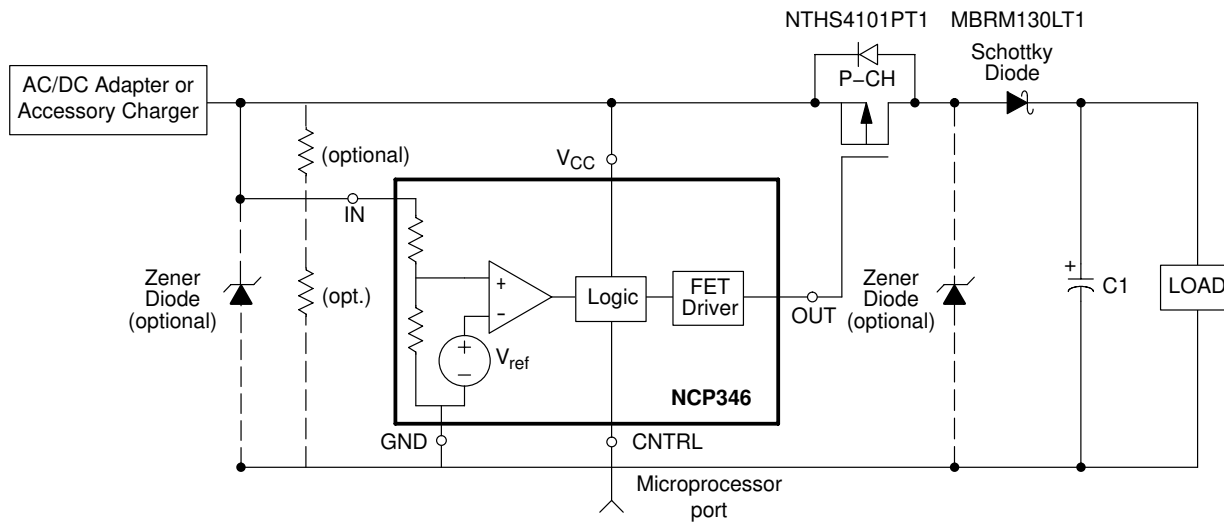 NTHS4101PT1
MBRM130LT1
Schottky
Diode
P−CH
AC/DC Adapter or
Accessory Charger
(optional)
VCC
IN
Zener
Diode
(optional)
(opt.)
+
−
Logic
FET
Driver
OUT
Zener
Diode
(optional)
+
C1
LOAD
+
−
Vref
NCP346
GND
CNTRL
Microprocessor
port